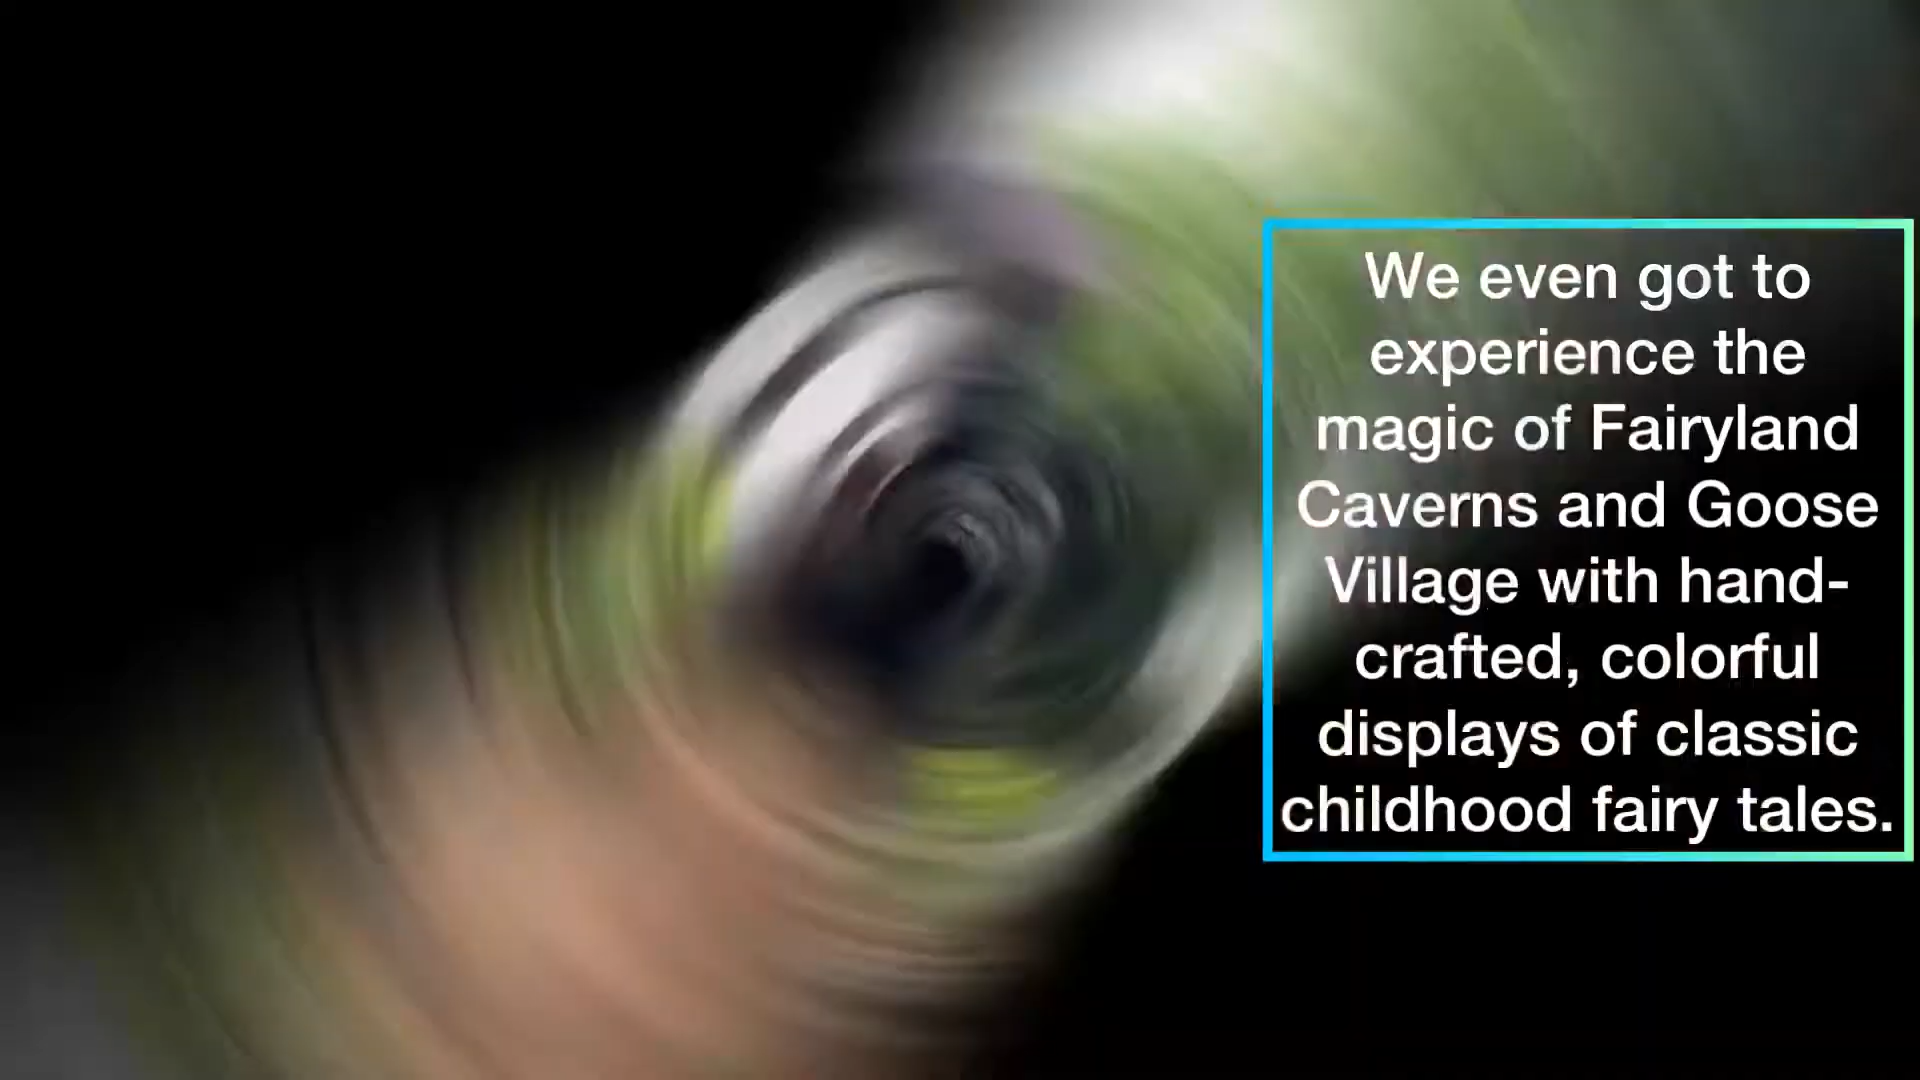 We even got to
experience the
magic of Fairyland
Caverns and Goose
Village with hand-
crafted, colorful
displays of classic
childhood fairy tales.